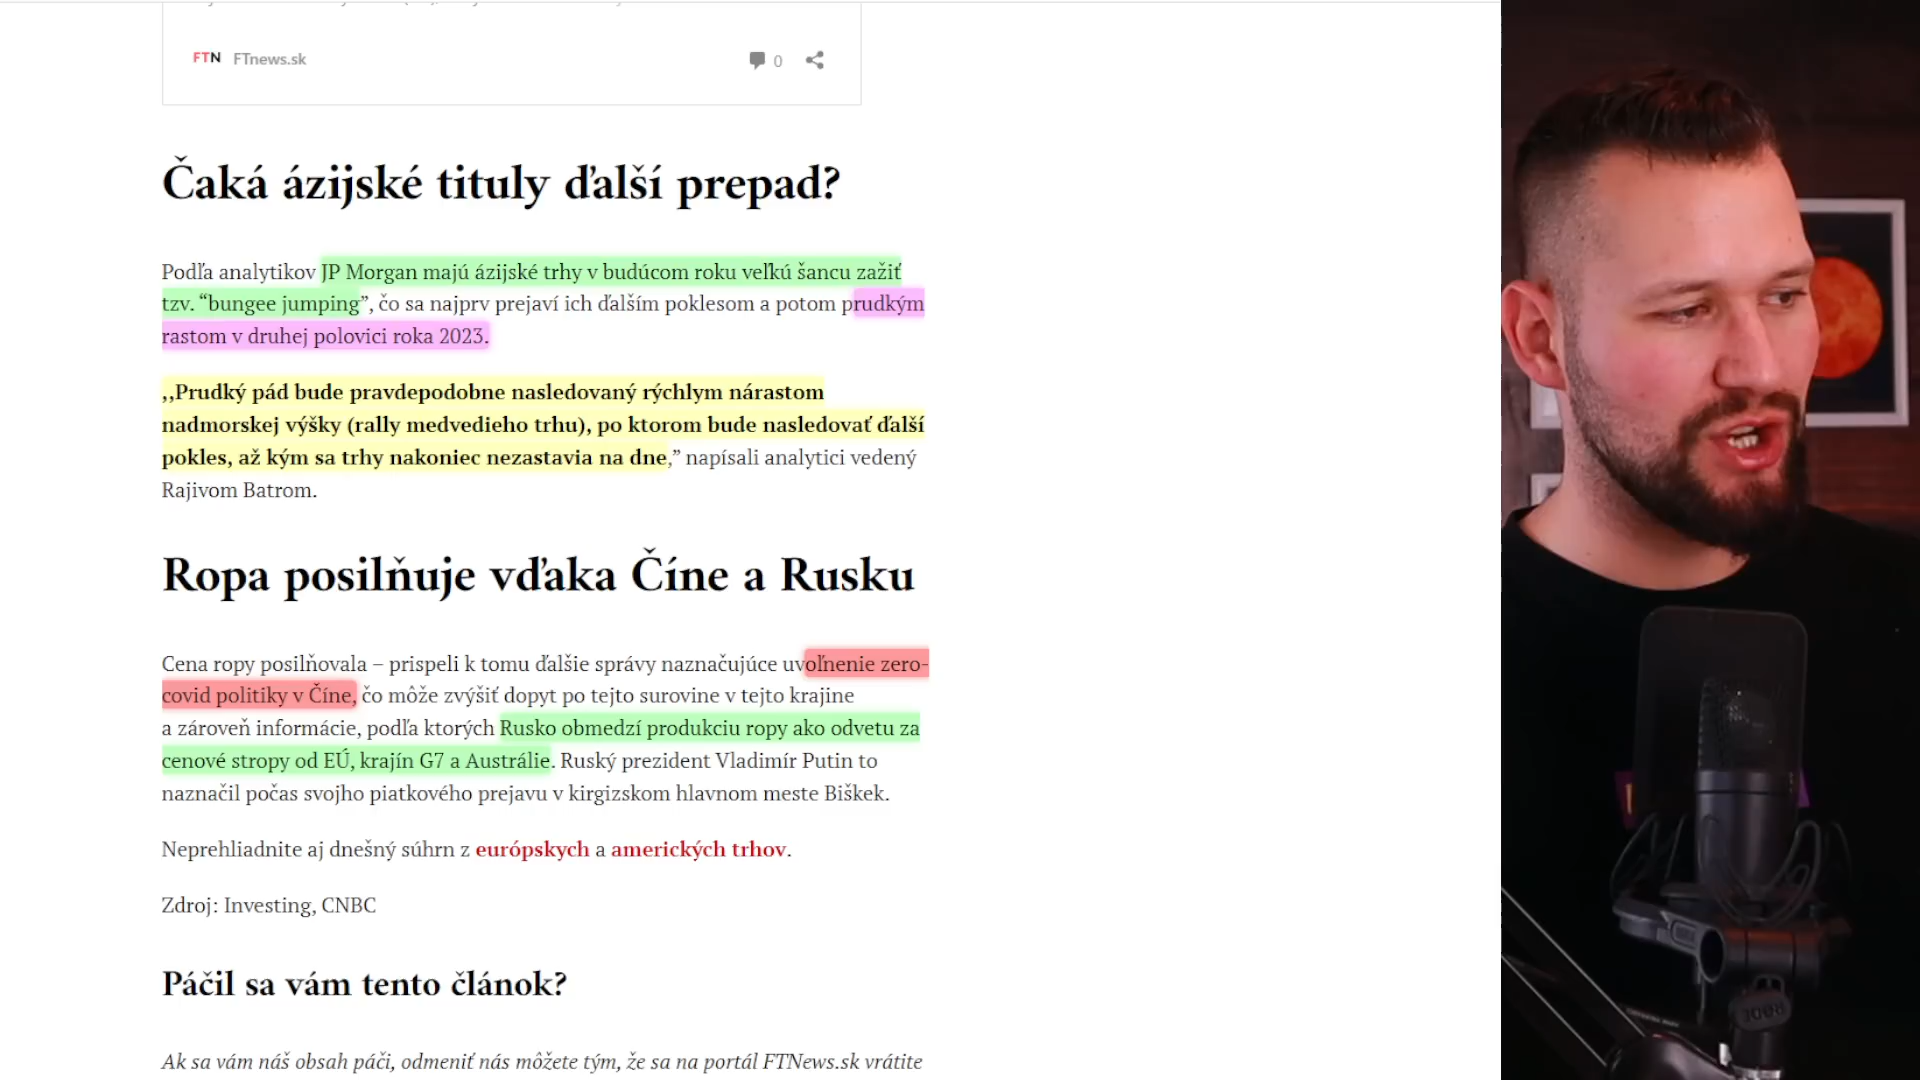 FTN FTnews.sk 0
Čaká ázijské tituly ďalší prepad?
Podľa analytikov JP Morgan majú ázijské trhy v budúcom roku veľkú šancu zažiť
tzv. “bungee jumping”, čo sa najprv prejaví ich ďalším poklesom a potom prudkým
rastom v druhej polovici roka 2023.
,,Prudký pád bude pravdepodobne nasledovaný rýchlym nárastom
nadmorskej výšky (rally medvedieho trhu), po ktorom bude nasledovať ďalší
pokles, až kým sa trhy nakoniec nezastavia na dne,” napísali analytici vedený
Rajivom Batrom.
Ropa posilňuje vďaka Číne a Rusku
Cena ropy posilňovala – prispeli k tomu ďalšie správy naznačujúce uvoľnenie zero-
covid politiky v Číne, čo môže zvýšiť dopyt po tejto surovine v tejto krajine
a zároveň informácie, podľa ktorých Rusko obmedzí produkciu ropy ako odvetu za
cenové stropy od EÚ, krajín G7 a Austrálie. Ruský prezident Vladimír Putin to
naznačil počas svojho piatkového prejavu v kirgizskom hlavnom meste Biškek.
Neprehliadnite aj dnešný súhrn z európskych a amerických trhov.
Zdroj: Investing, CNBC
Páčil sa vám tento článok?
Ak sa vám náš obsah páči, odmeniť nás môžete tým, že sa na portál FTNews.sk vrátite
RODE